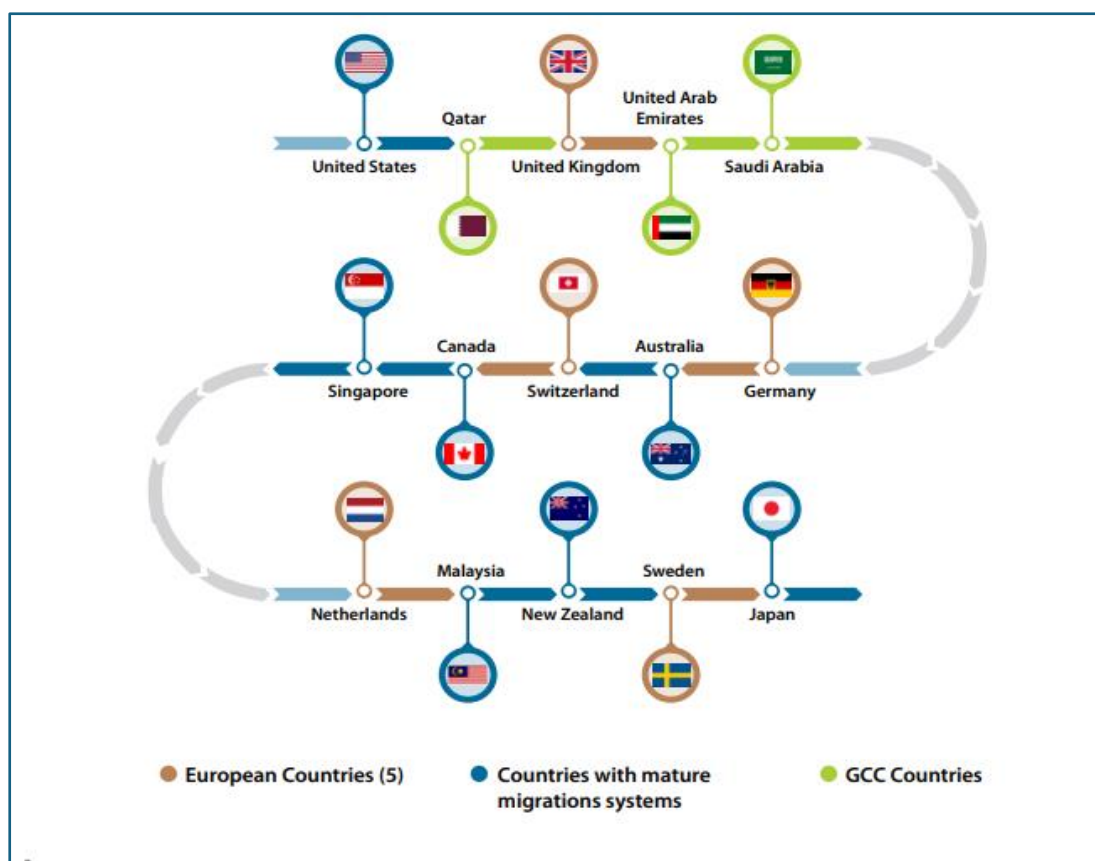 United Arab
Emirates
Qatar
United States
United Kingdom
Saudi Arabia
Canada
Australia
Singapore
Switzerland
Germany
Malaysia
Sweden
Netherlands
New Zealand
Japan
European Countries (5)
Countries with mature
migrations systems
GCC Countries